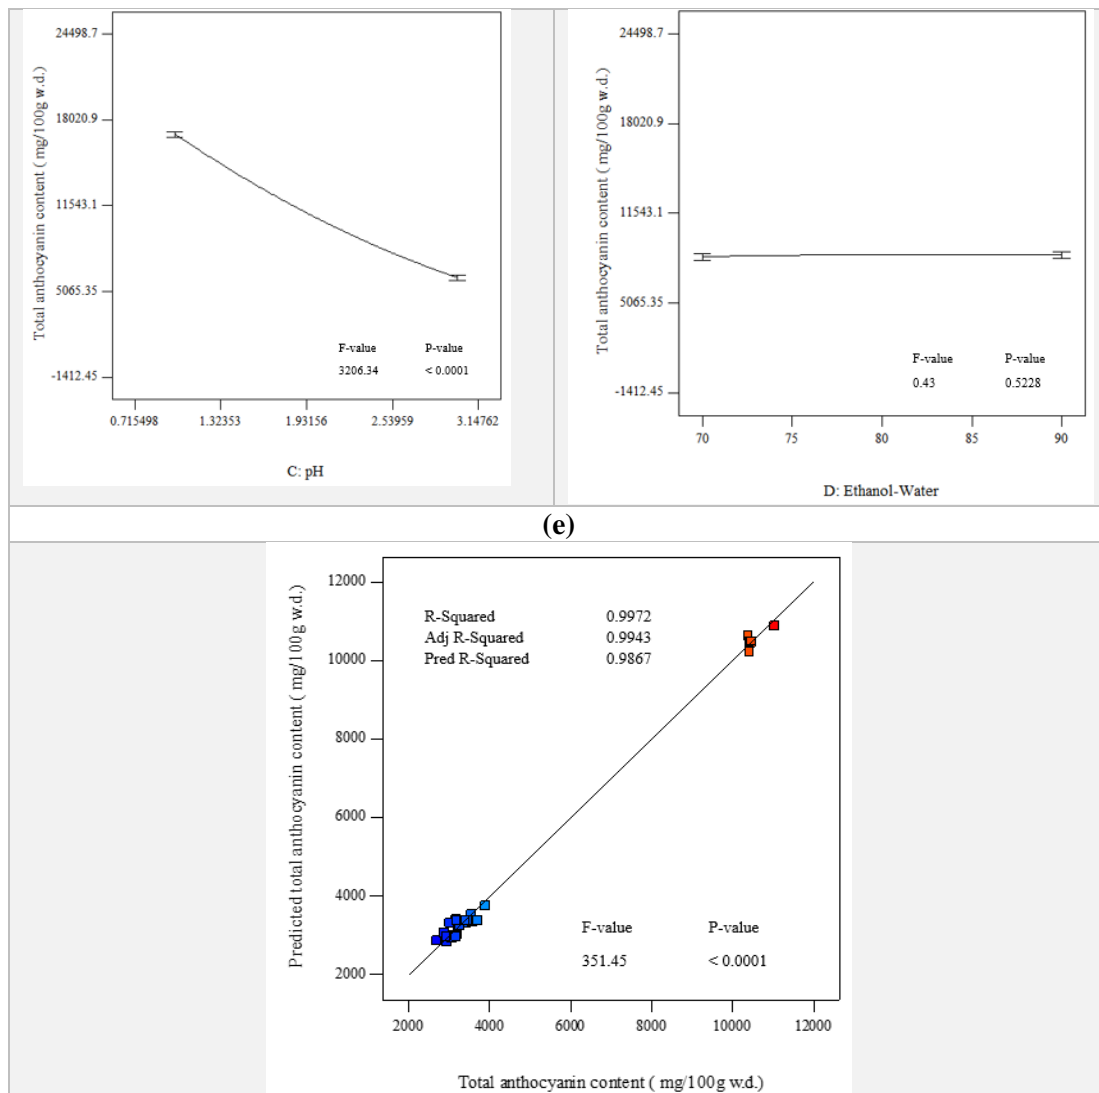 Total anthocyanin content ( mg/100g w.d.)
24498.7
18020.9
11543.1
5065.35
-1412.45
F-value P-value
3206.34 < 0.0001
0.715498 1.32353 1.93156 2.53959 3.14762
C: pH
Total anthocyanin content ( mg/100g w.d.)
24498.7
18020.9
11543.1
5065.35
-1412.45
F-value P-value
0.43 0.5228
70 75 80 85 90
D: Ethanol-Water
(e)
Predicted total anthocyanin content ( mg/100g w.d.)
12000
10000
8000
6000
4000
2000
R-Squared 0.9972
Adj R-Squared 0.9943
Pred R-Squared 0.9867
F-value P-value
351.45 < 0.0001
2000 4000 6000 8000 10000 12000
Total anthocyanin content ( mg/100g w.d.)